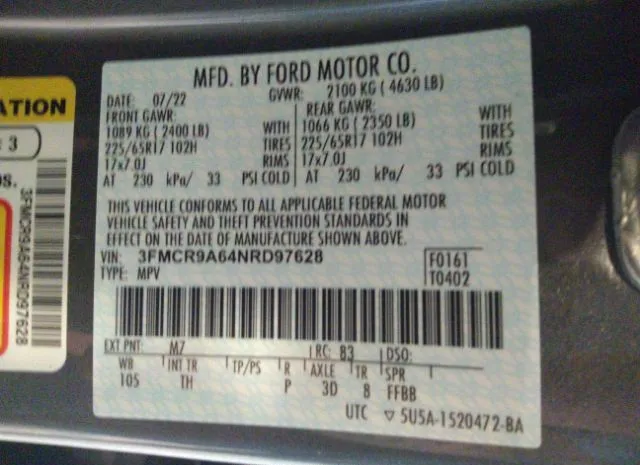 MFD. BY FORD MOTOR CO.
DATE: 07/22 GVWR: 2100 KG ( 4630 LB)
FRONT GAWR: REAR GAWR:
1089 KG ( 2400 LB) WITH 1066 KG ( 2350 LB) WITH
225/65R17 102H TIRES 225/65R17 102H TIRES
17x7.0J RIMS 17x7.0J RIMS
AT 230 kPa/ 33 PSI COLD AT 230 kPa/ 33 PSI COLD
THIS VEHICLE CONFORMS TO ALL APPLICABLE FEDERAL MOTOR
VEHICLE SAFETY AND THEFT PREVENTION STANDARDS IN
EFFECT ON THE DATE OF MANUFACTURE SHOWN ABOVE.
VIN: 3FMCR9A64NRD97628 F0161
TYPE: MPV T0402
EXT PNT: M7 RC: 83 DSO:
WB INT TR TP/PS R AXLE TR SPR
105 TH P 3D 8 FFBB
UTC ▽ 5U5A-1520472-BA
ATION
: 3
OS.
3FMCR9A64NRD97628